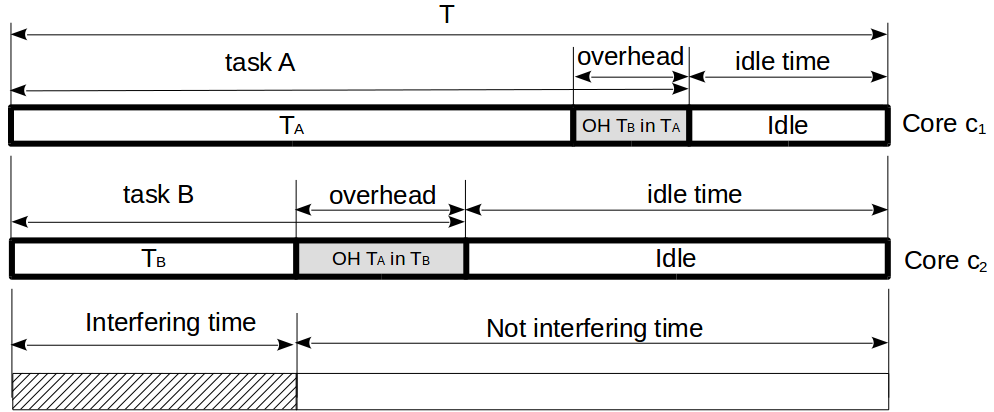 T
task A
overhead
idle time
TA
OH TB in TA
Idle
Core c1
task B
overhead
idle time
TB
OH TA in TB
Idle
Core c2
Interfering time
Not interfering time